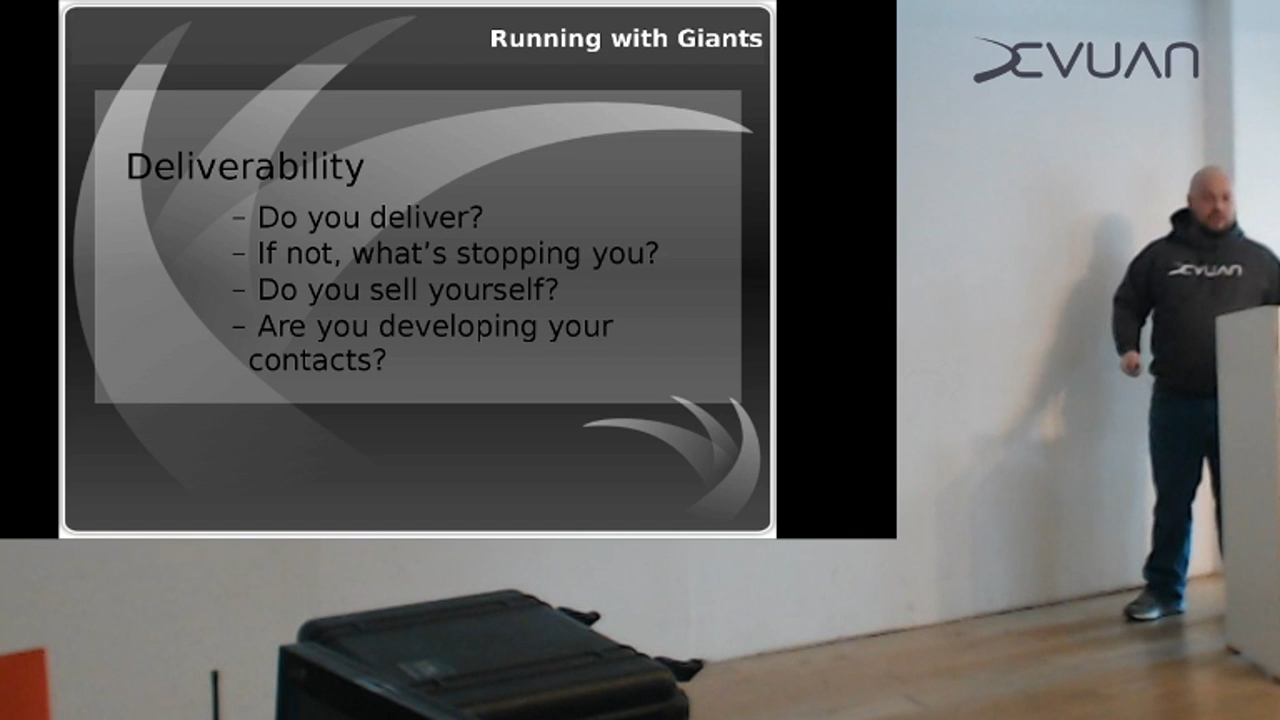 Running with Giants
DEVUAN
Deliverability
– Do you deliver?
– If not, what’s stopping you?
– Do you sell yourself?
– Are you developing your
contacts?
DEVUAN